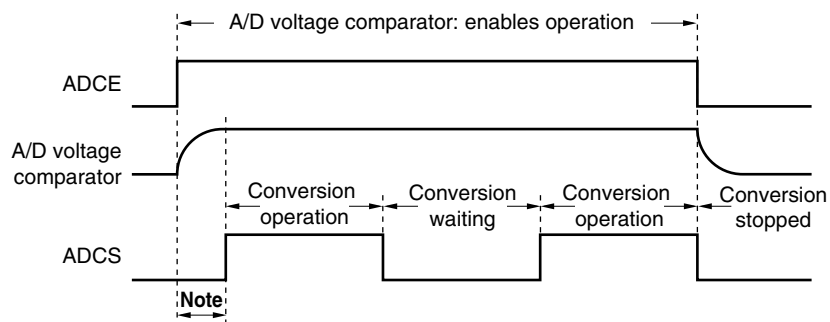 A/D voltage comparator: enables operation
ADCE
A/D voltage
comparator
Conversion
operation
Conversion
waiting
Conversion
operation
Conversion
stopped
ADCS
Note